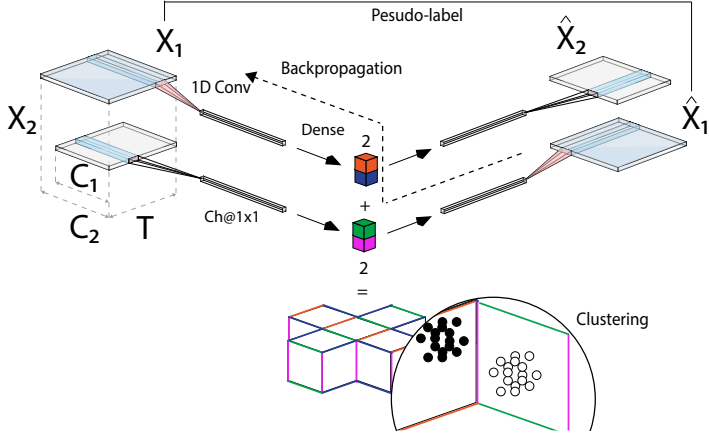 Pesudo-label
X₁
X̂₂
Backpropagation
1D Conv
X₂
Dense
2
X̂₁
C₁
+
C₂
T
Ch@1x1
2
=
Clustering